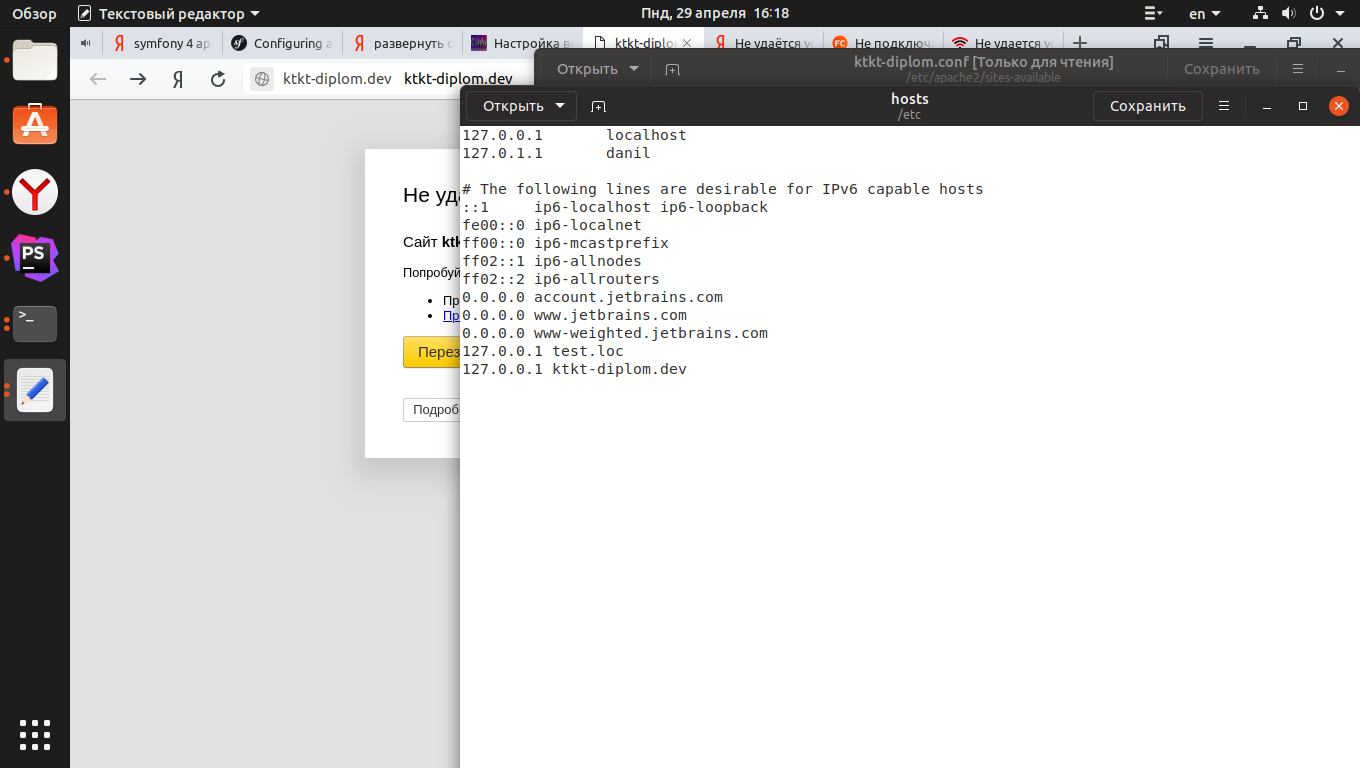 Обзор Текстовый редактор Пнд, 29 апреля 16:18 en
symfony 4 ap Configuring a развернуть Настройка в ktkt-diplo Не удаётся Не подключ Не удается
ktkt-diplom.dev ktkt-diplom.dev
Открыть ktkt-diplom.conf [Только для чтения] Сохранить
/etc/apache2/sites-available
Открыть hosts Сохранить
/etc
127.0.0.1 localhost
127.0.1.1 danil
# The following lines are desirable for IPv6 capable hosts
::1 ip6-localhost ip6-loopback
fe00::0 ip6-localnet
ff00::0 ip6-mcastprefix
ff02::1 ip6-allnodes
ff02::2 ip6-allrouters
0.0.0.0 account.jetbrains.com
0.0.0.0 www.jetbrains.com
0.0.0.0 www-weighted.jetbrains.com
127.0.0.1 test.loc
127.0.0.1 ktkt-diplom.dev
Не уда
Сайт ktk
Попробуй
Пр
Пр
Перез
Подроб
PS